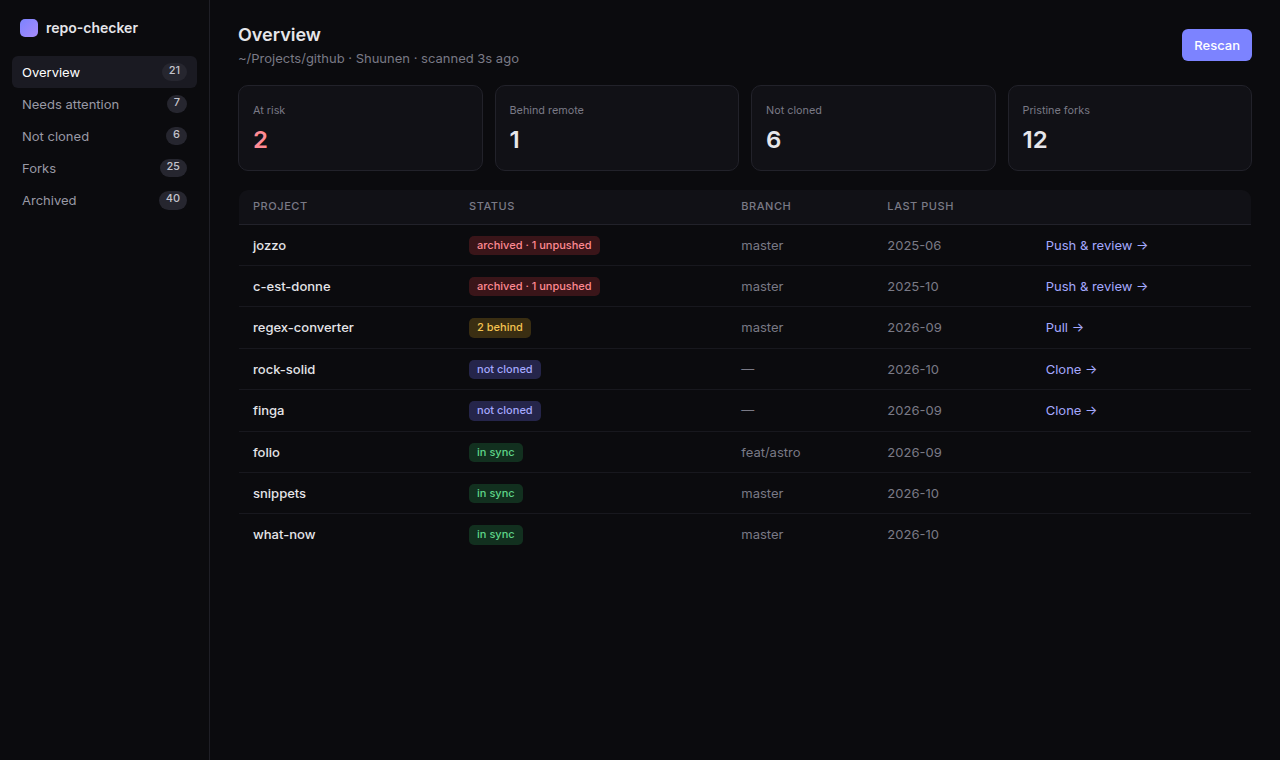 repo-checker
Overview 21
Needs attention 7
Not cloned 6
Forks 25
Archived 40
Overview
~/Projects/github · Shuunen · scanned 3s ago
Rescan
At risk
2
Behind remote
1
Not cloned
6
Pristine forks
12
PROJECT STATUS BRANCH LAST PUSH
jozzo archived · 1 unpushed master 2025-06 Push & review →
c-est-donne archived · 1 unpushed master 2025-10 Push & review →
regex-converter 2 behind master 2026-09 Pull →
rock-solid not cloned — 2026-10 Clone →
finga not cloned — 2026-09 Clone →
folio in sync feat/astro 2026-09
snippets in sync master 2026-10
what-now in sync master 2026-10